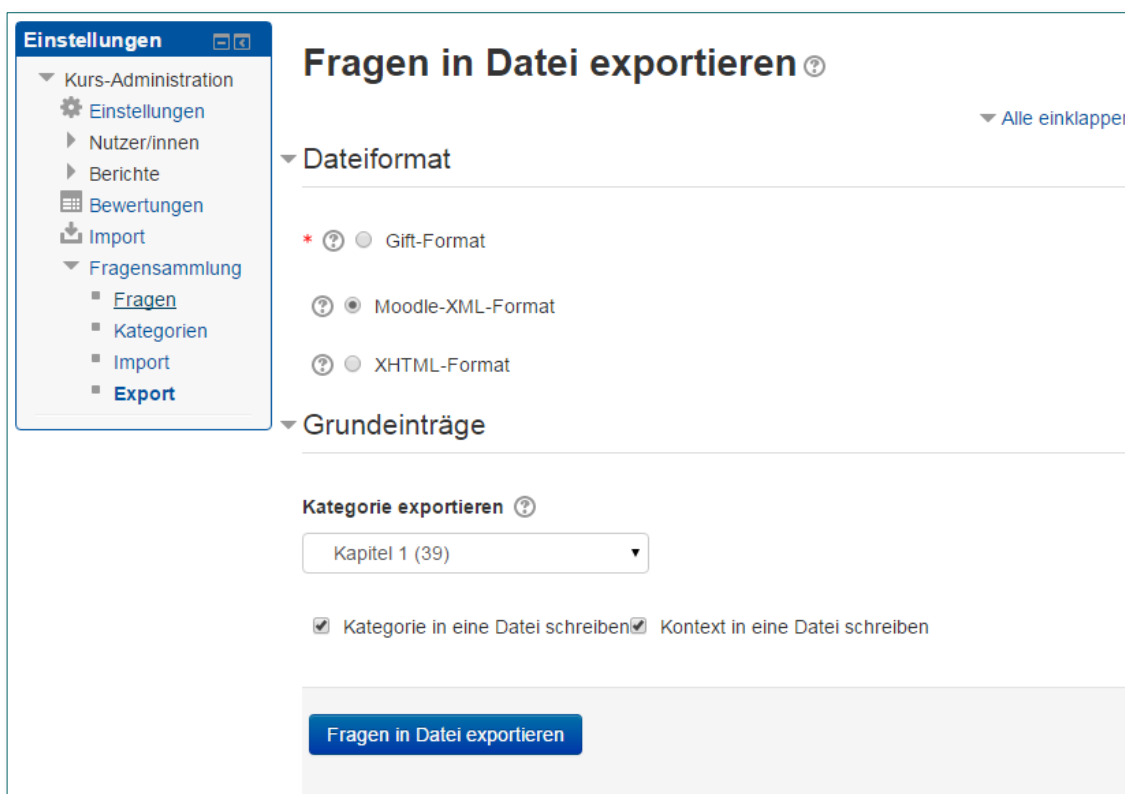 Einstellungen
Kurs-Administration
Einstellungen
Nutzer/innen
Berichte
Bewertungen
Import
Fragensammlung
Fragen
Kategorien
Import
Export
Fragen in Datei exportieren
Alle einklappen
Dateiformat
* Gift-Format
Moodle-XML-Format
XHTML-Format
Grundeinträge
Kategorie exportieren
Kapitel 1 (39)
Kategorie in eine Datei schreiben Kontext in eine Datei schreiben
Fragen in Datei exportieren